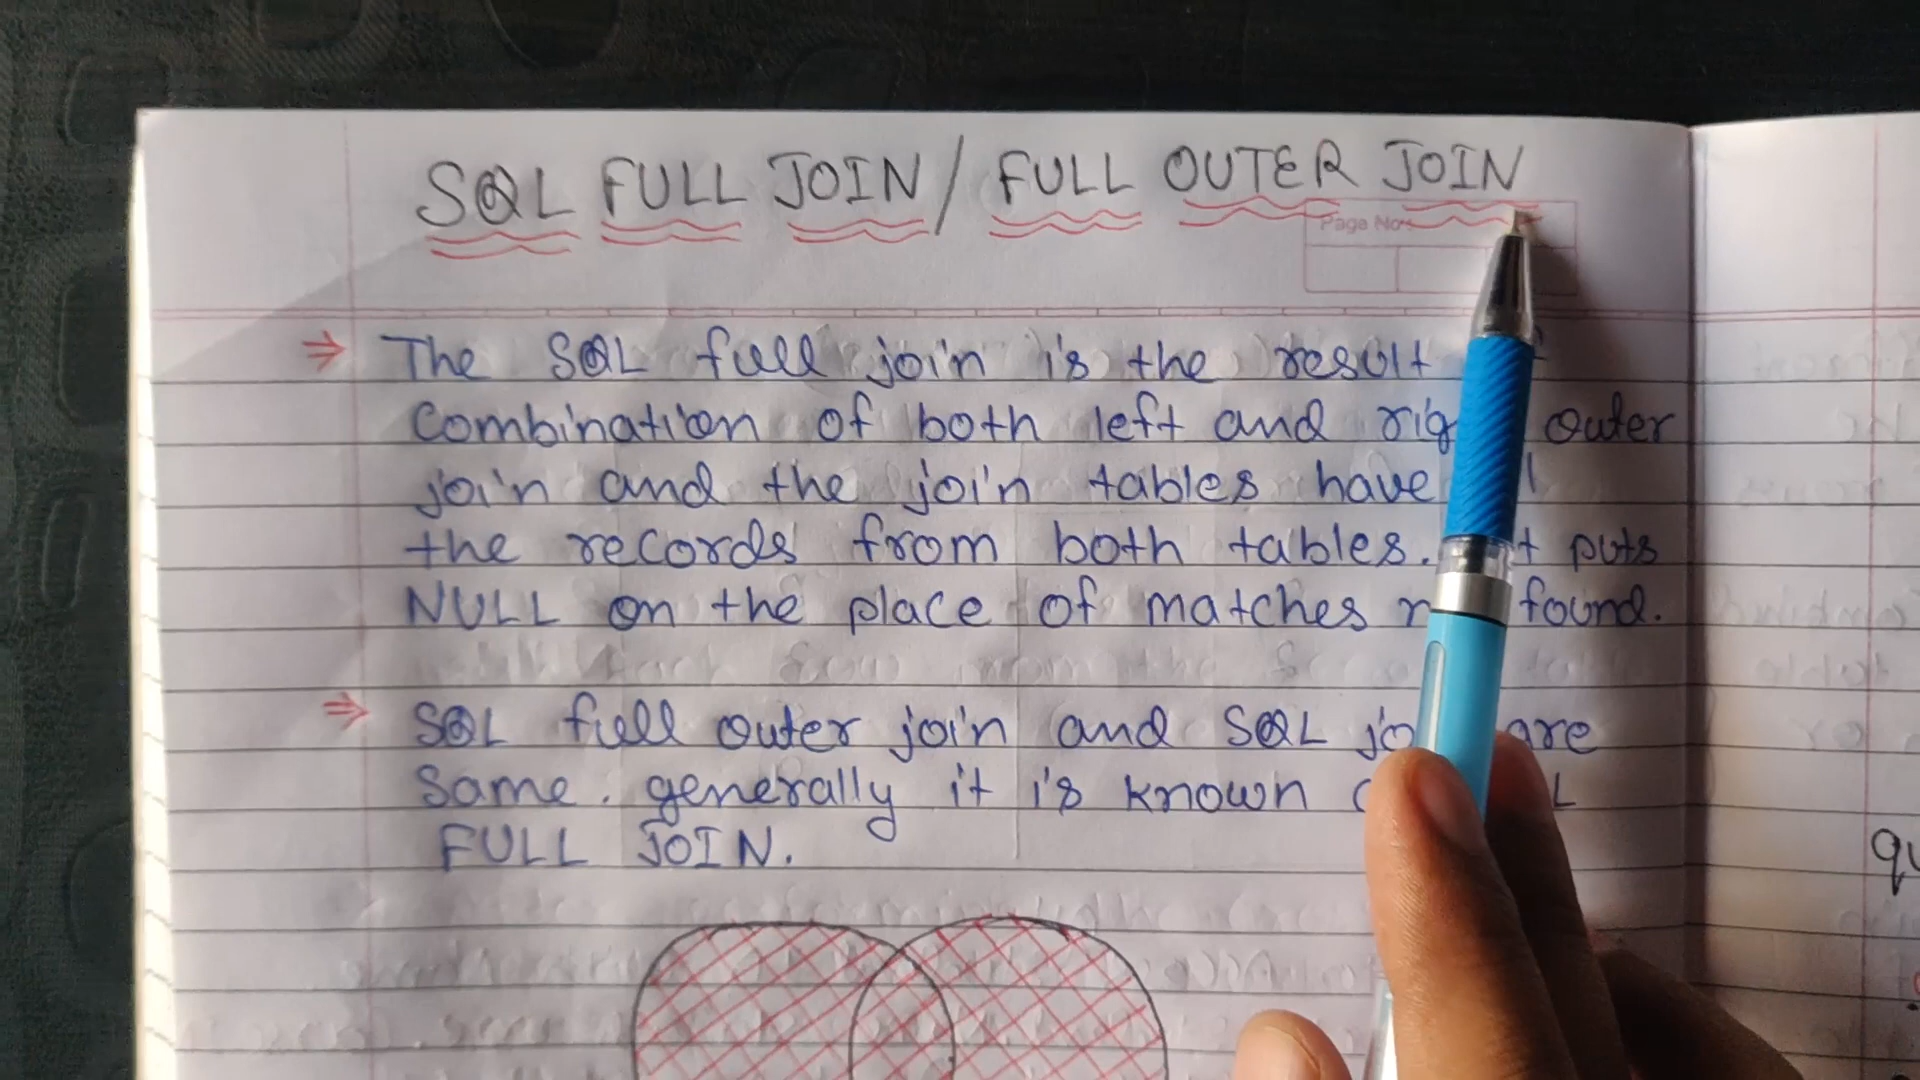 SQL FULL JOIN / FULL OUTER JOIN
Page No.
⇒ The SQL full join is the result
combination of both left and outer
join and the join tables have
the records from both tables. puts
NULL on the place of matches found.
⇒ SQL full outer join and SQL are
same. generally it is known
FULL JOIN.